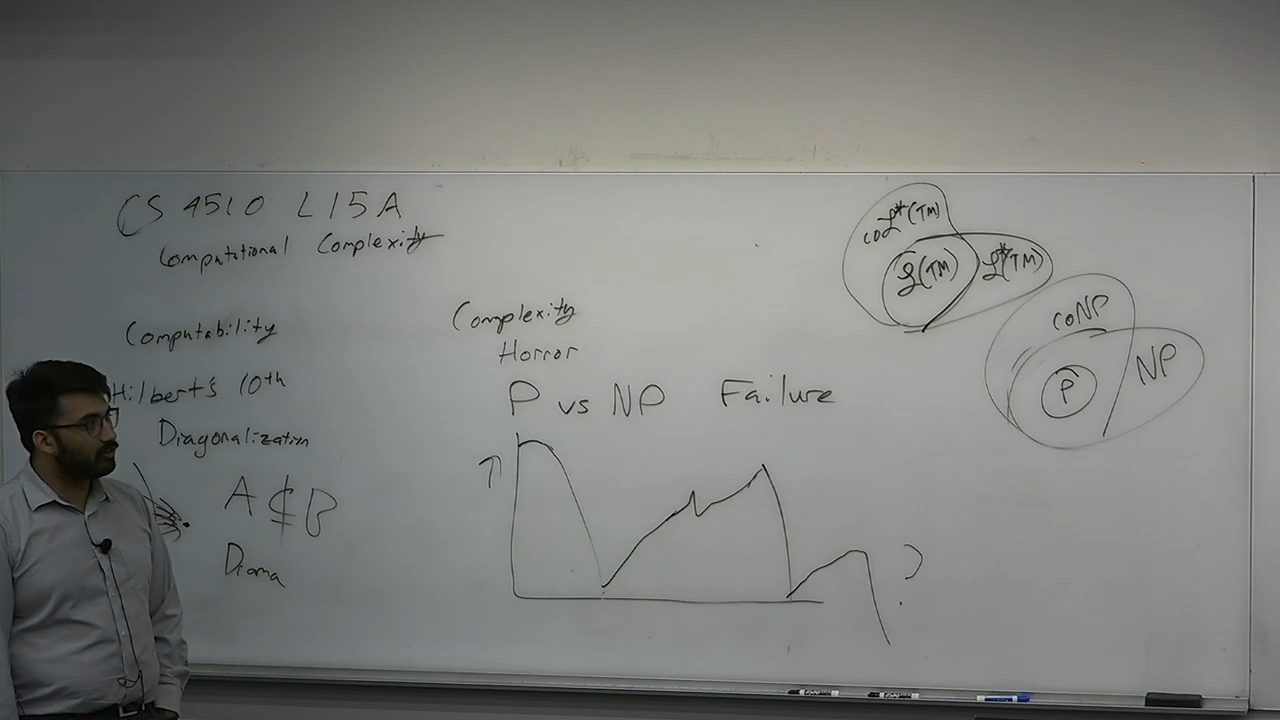 CS 4510 L15A
Computational Complexity
Computability
Hilbert's 10th
Diagonalization
A ⊄ B
Drama
Complexity
Horror
P vs NP Failure
↑
?
coL*(TM)
L(TM) L*(TM)
coNP
P NP